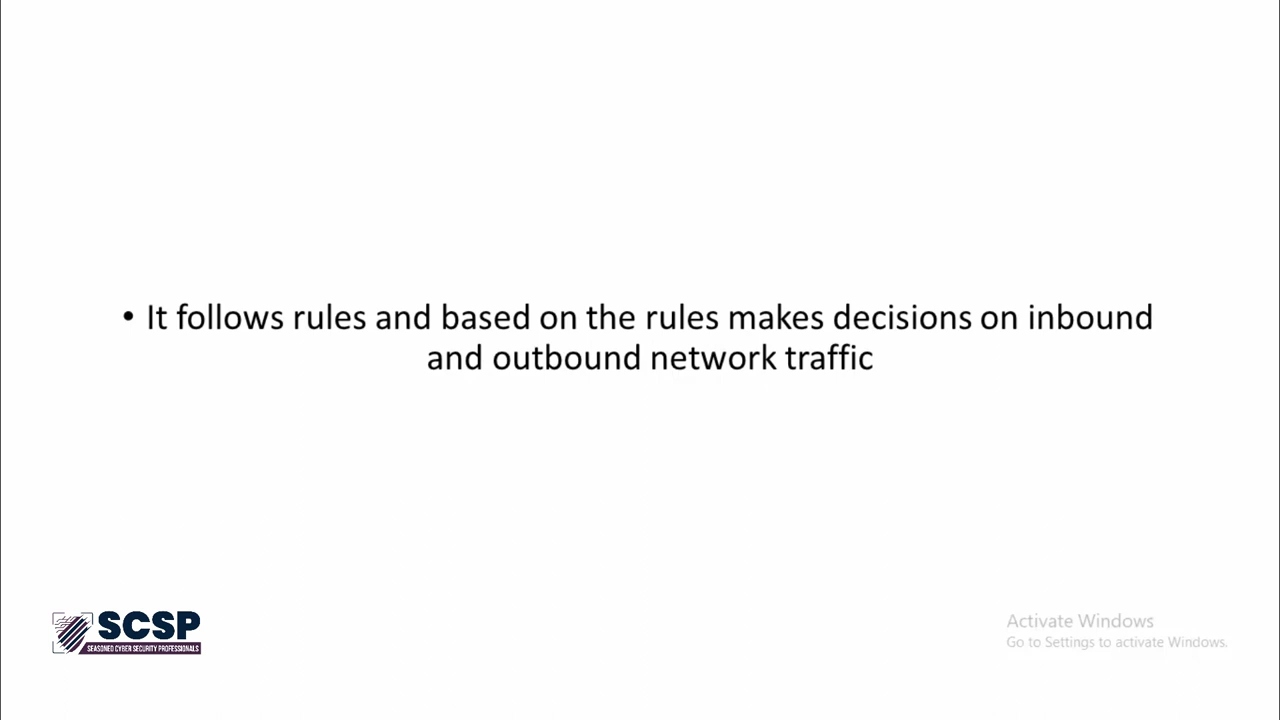 • It follows rules and based on the rules makes decisions on inbound
and outbound network traffic
SCSP
SEASONED CYBER SECURITY PROFESSIONALS
Activate Windows
Go to Settings to activate Windows.